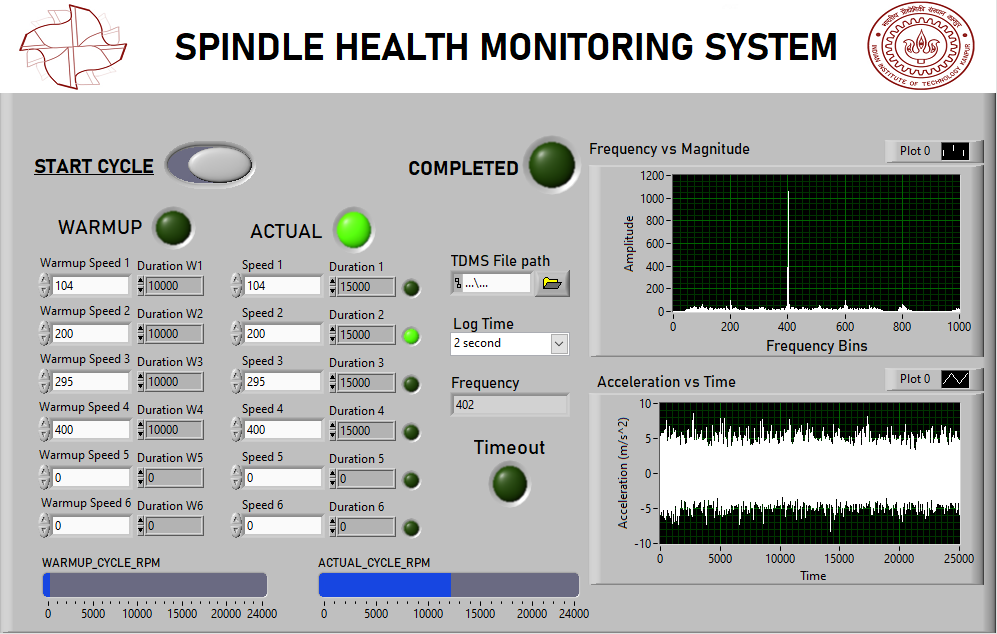 SPINDLE HEALTH MONITORING SYSTEM
INDIAN INSTITUTE OF TECHNOLOGY KANPUR
START CYCLE
COMPLETED
WARMUP
ACTUAL
Warmup Speed 1 Duration W1 Speed 1 Duration 1
104 10000 104 15000
Warmup Speed 2 Duration W2 Speed 2 Duration 2
200 10000 200 15000
Warmup Speed 3 Duration W3 Speed 3 Duration 3
295 10000 295 15000
Warmup Speed 4 Duration W4 Speed 4 Duration 4
400 10000 400 15000
Warmup Speed 5 Duration W5 Speed 5 Duration 5
0 0 0 0
Warmup Speed 6 Duration W6 Speed 6 Duration 6
0 0 0 0
TDMS File path
...\...
Log Time
2 second
Frequency
402
Timeout
WARMUP_CYCLE_RPM
0 5000 10000 15000 20000 24000
ACTUAL_CYCLE_RPM
0 5000 10000 15000 20000 24000
Frequency vs Magnitude
Plot 0
Amplitude
1200
1000
800
600
400
200
0
0 200 400 600 800 1000
Frequency Bins
Acceleration vs Time
Plot 0
Acceleration (m/s^2)
10
5
0
-5
-10
0 5000 10000 15000 20000 25000
Time